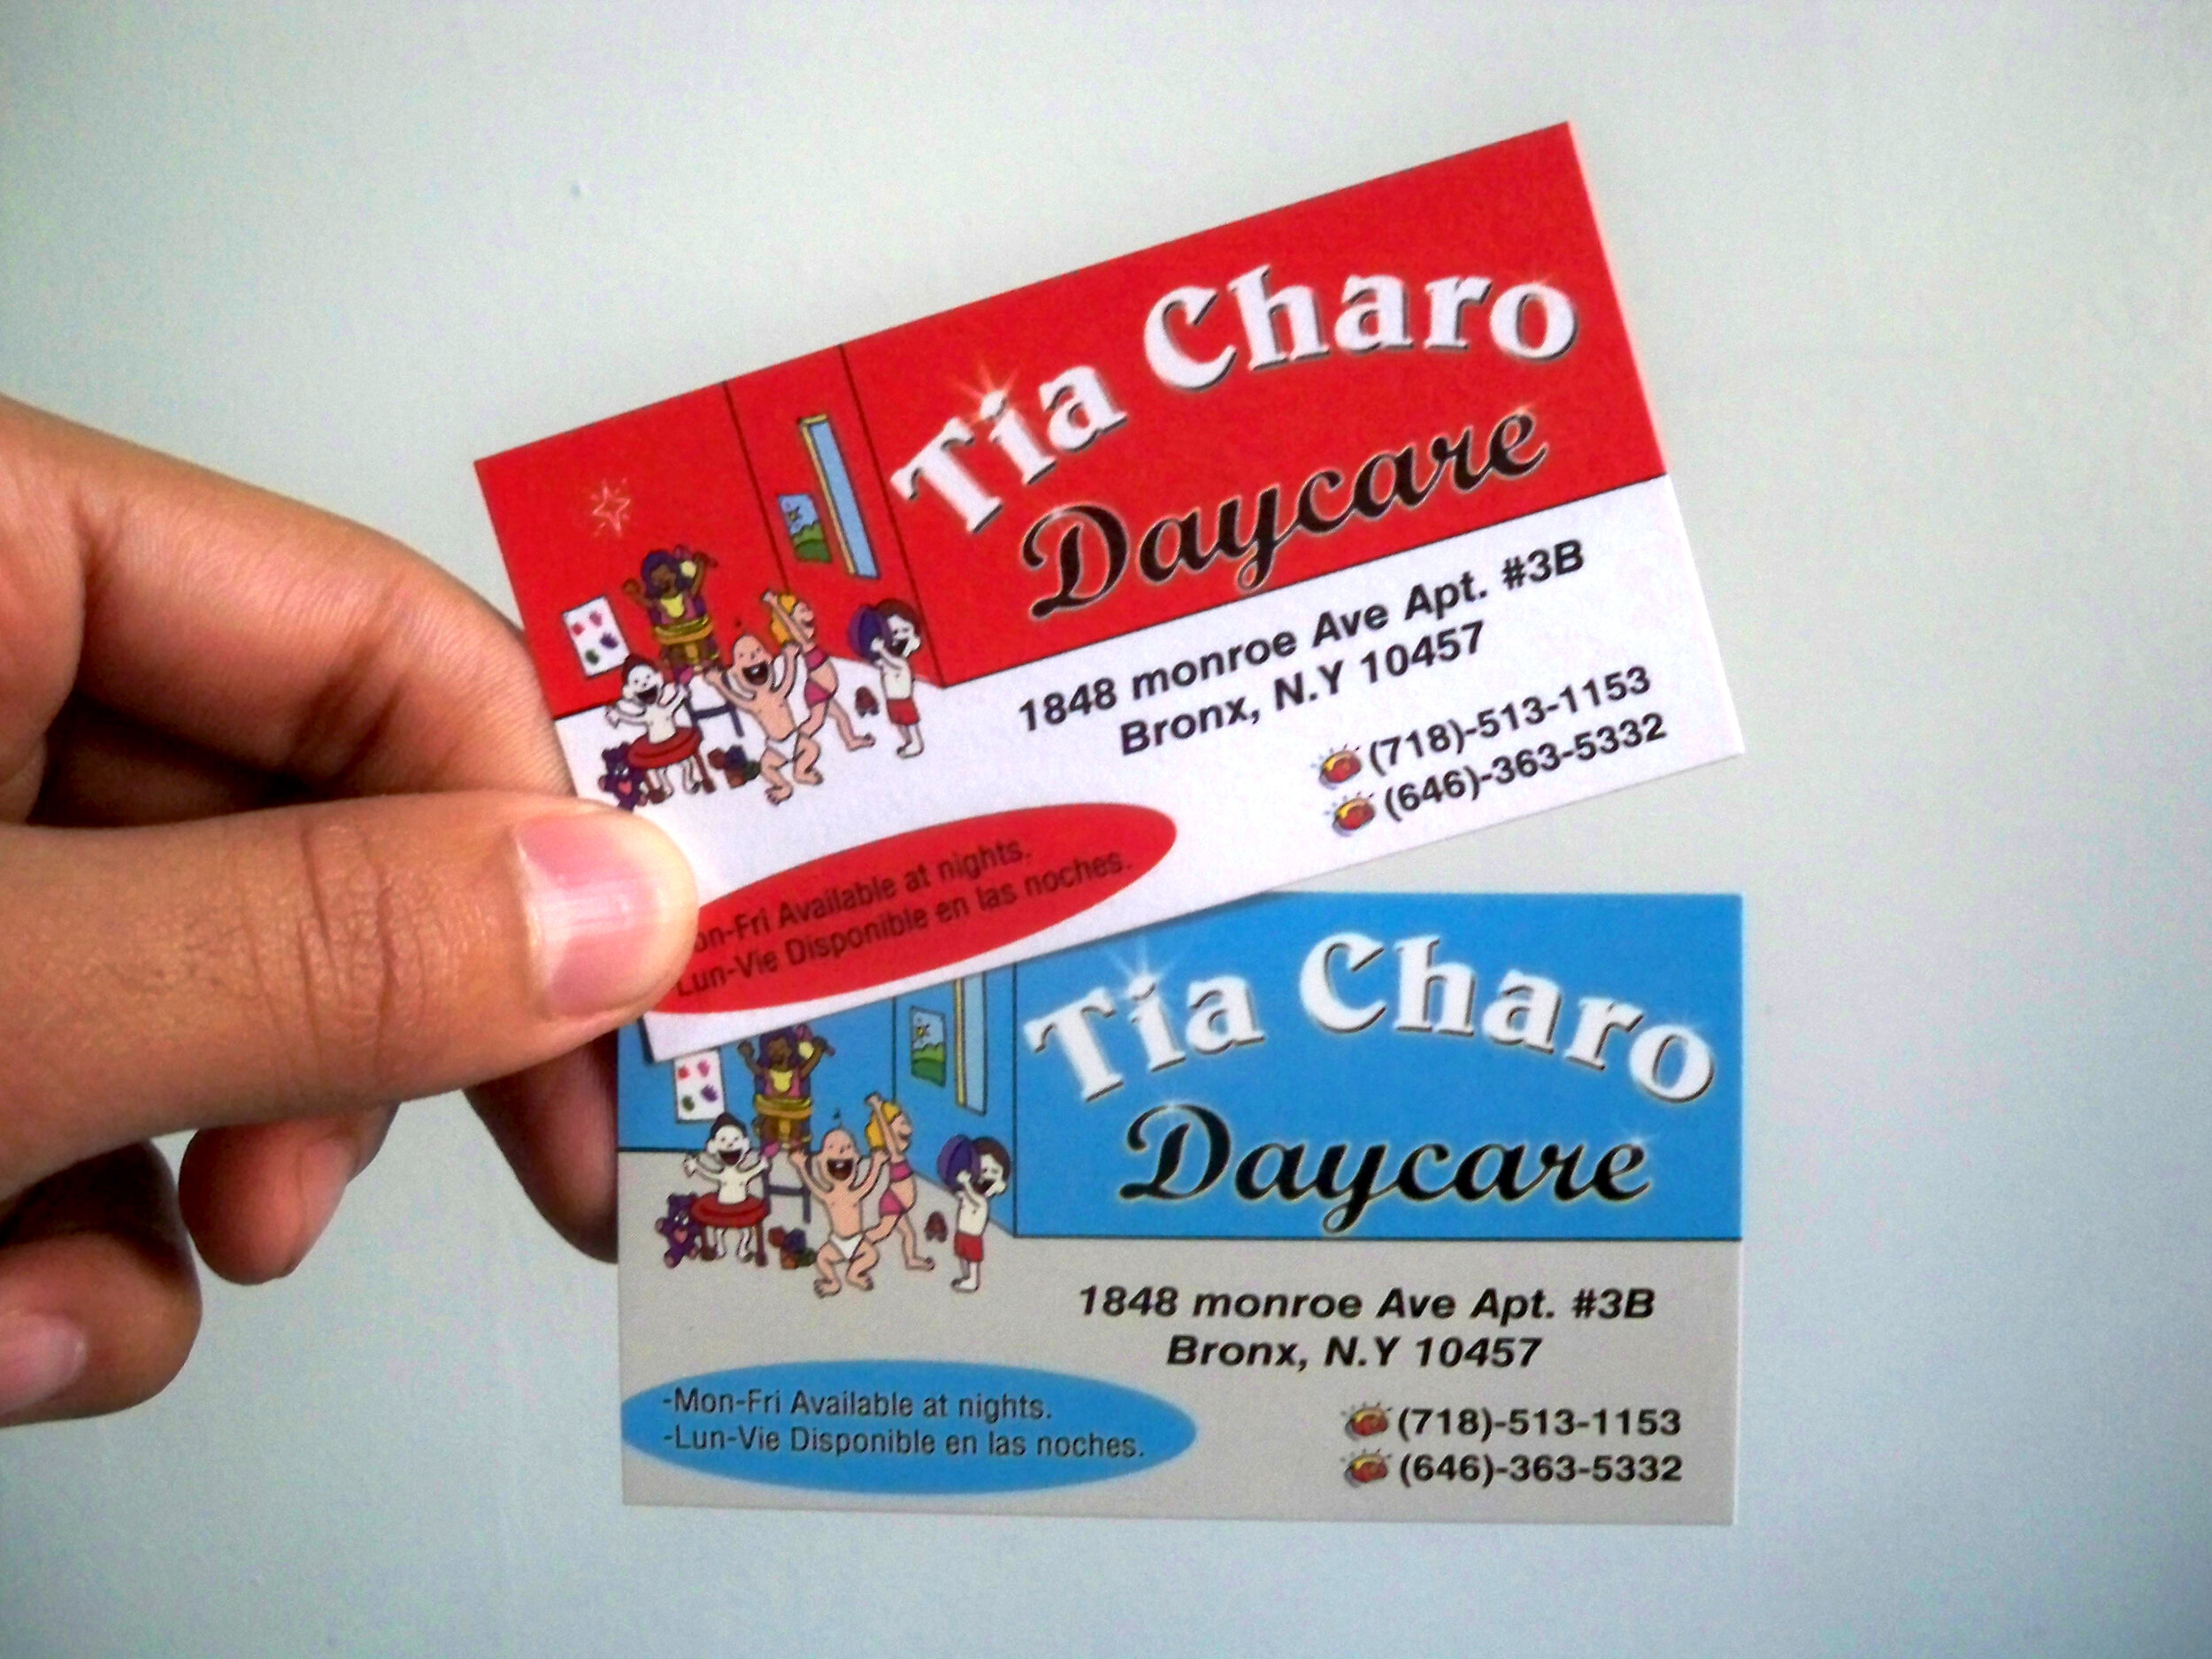 Tia Charo
Daycare
1848 monroe Ave Apt. #3B
Bronx, N.Y 10457
(718)-513-1153
(646)-363-5332
on-Fri Available at nights.
-Lun-Vie Disponible en las noches.
Tia Charo
Daycare
1848 monroe Ave Apt. #3B
Bronx, N.Y 10457
-Mon-Fri Available at nights.
-Lun-Vie Disponible en las noches.
(718)-513-1153
(646)-363-5332